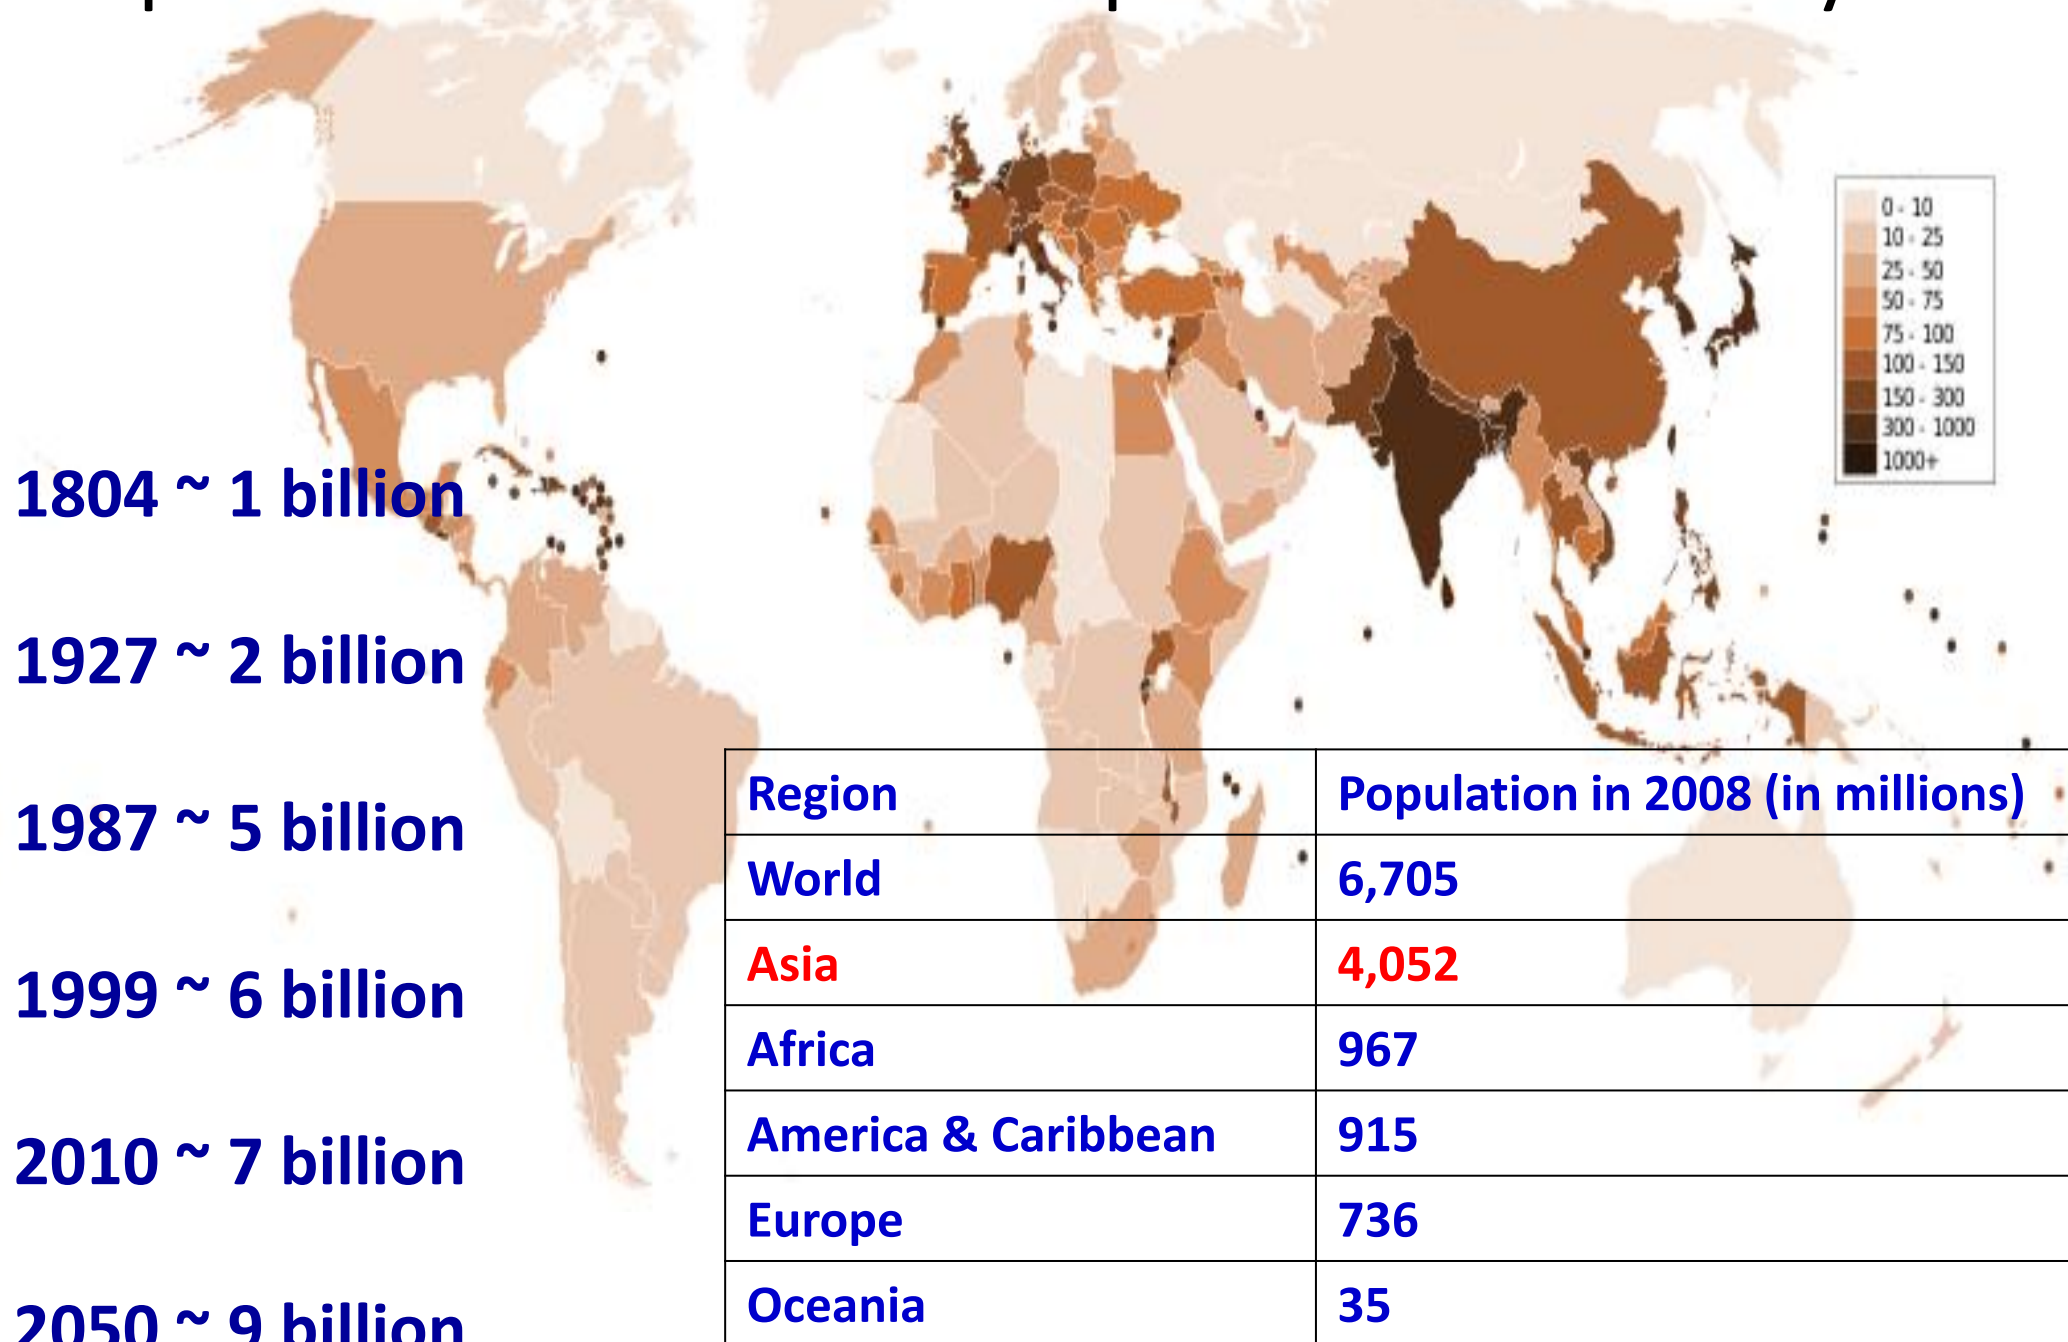 0 - 10
10 - 25
25 - 50
50 - 75
75 - 100
100 - 150
150 - 300
300 - 1000
1000+
1804 ~ 1 billion
1927 ~ 2 billion
1987 ~ 5 billion
1999 ~ 6 billion
2010 ~ 7 billion
2050 ~ 9 billion
Region Population in 2008 (in millions)
World 6,705
Asia 4,052
Africa 967
America & Caribbean 915
Europe 736
Oceania 35